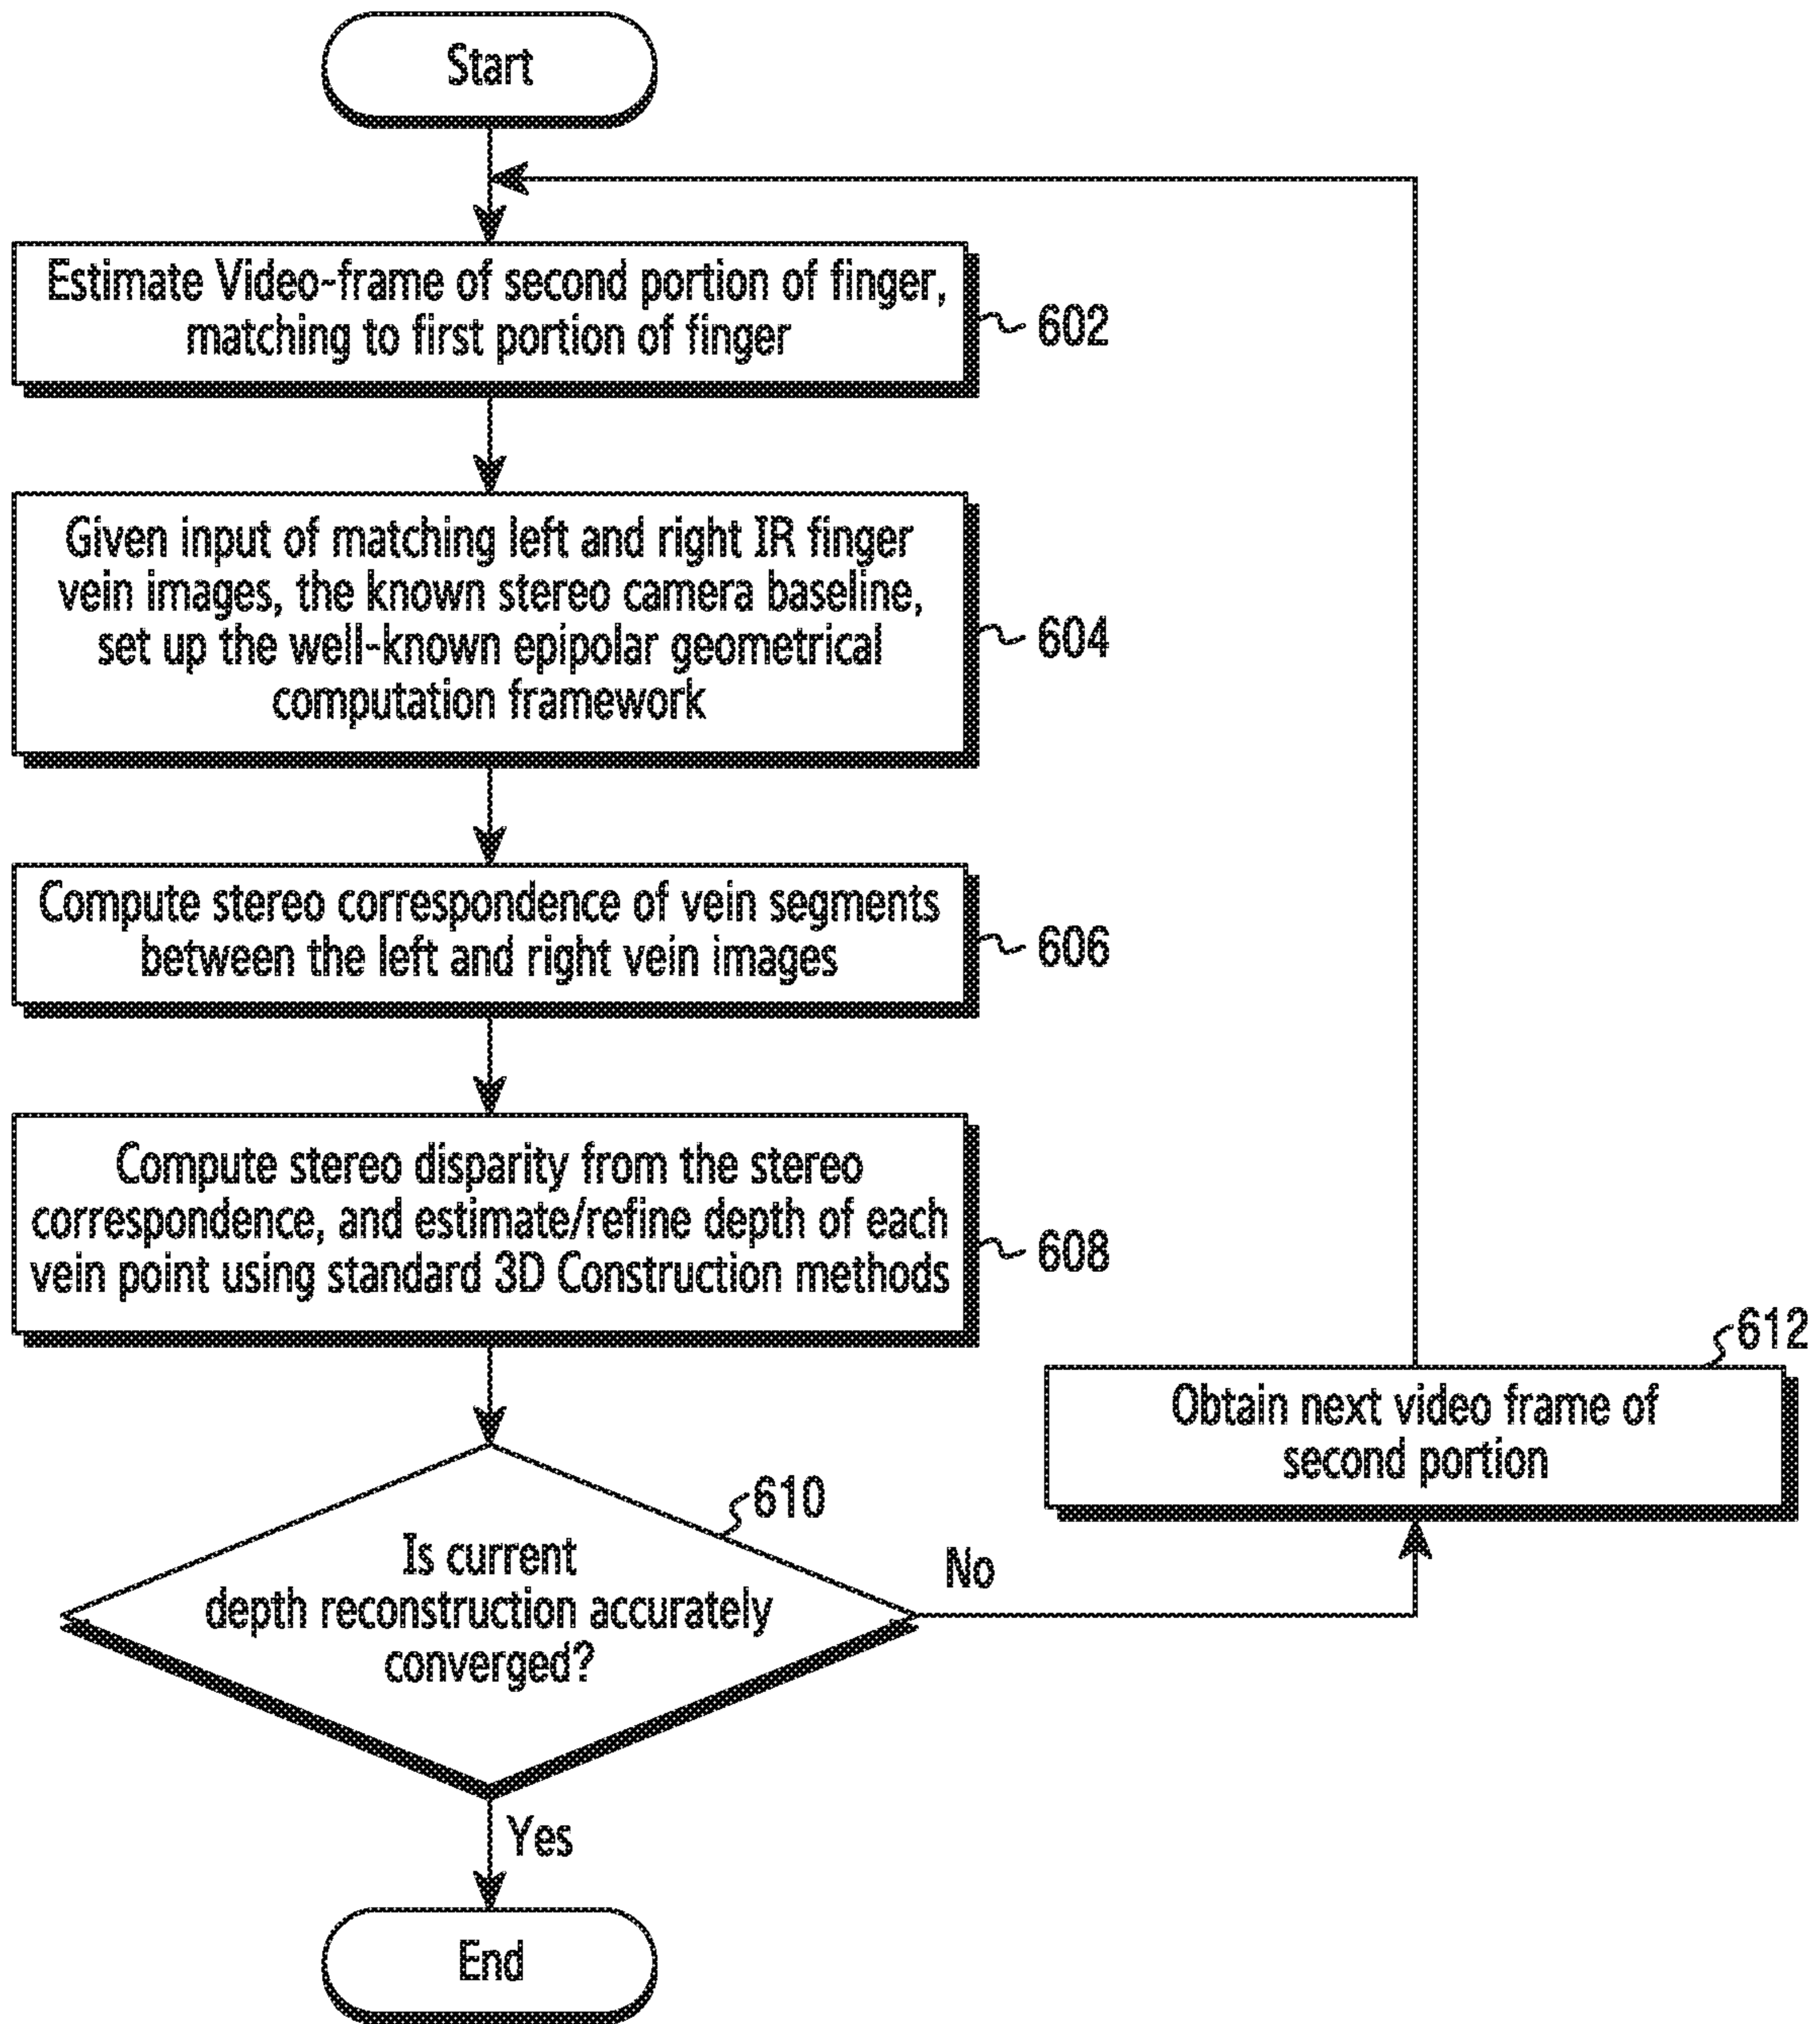 Start
Estimate Video-frame of second portion of finger,
matching to first portion of finger
602
Given input of matching left and right IR finger
vein images, the known stereo camera baseline,
set up the well-known epipolar geometrical
computation framework
604
Compute stereo correspondence of vein segments
between the left and right vein images
606
Compute stereo disparity from the stereo
correspondence, and estimate/refine depth of each
vein point using standard 3D Construction methods
608
612
Obtain next video frame of
second portion
610
Is current
depth reconstruction accurately
converged?
No
Yes
End